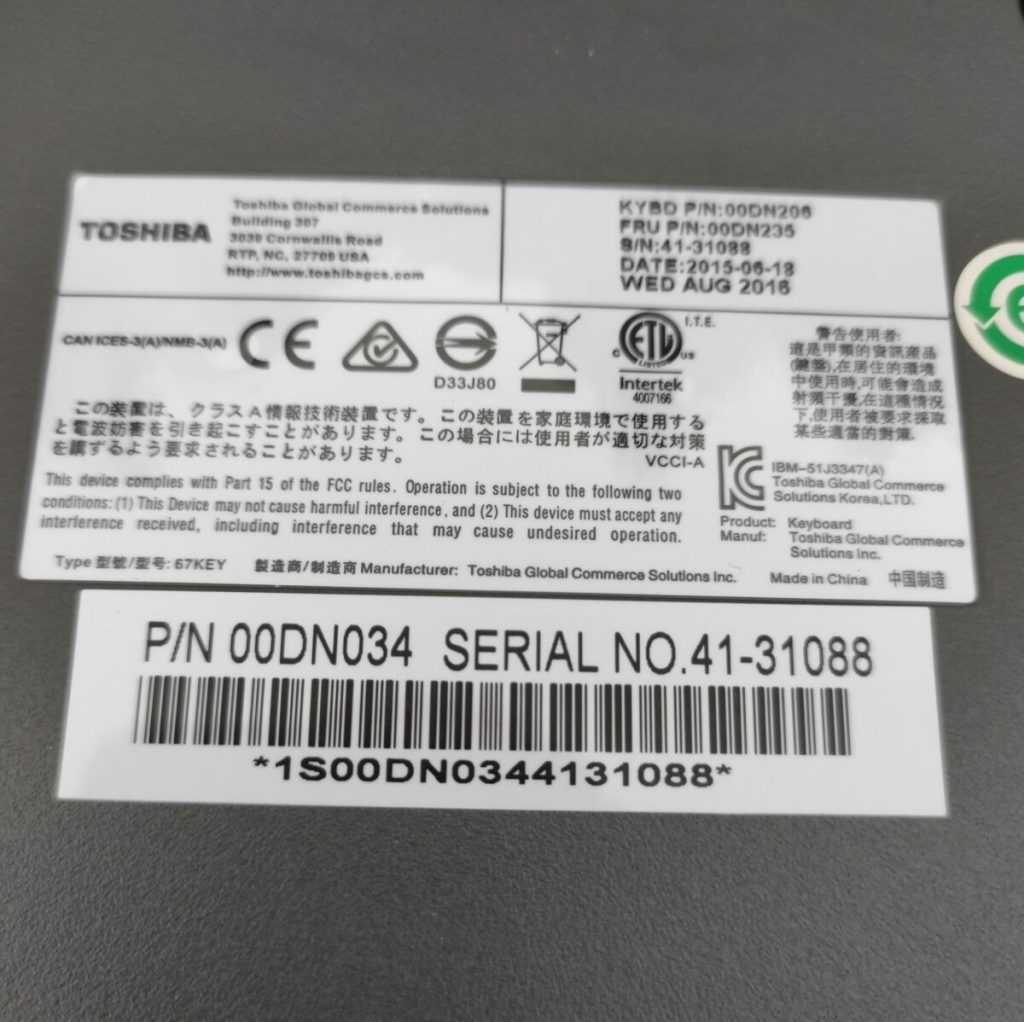 TOSHIBA
Toshiba Global Commerce Solutions
Building 307
3039 Cornwallis Road
RTP, NC, 27709 USA
http://www.toshibagcs.com
KYBD P/N:00DN206
FRU P/N:00DN235
S/N:41-31088
DATE:2015-06-18
WED AUG 2016
CAN ICES-3(A)/NMB-3(A)
CE
D33J80
ETL
I.T.E.
C US
LISTED
Intertek
4007166
警告使用者:
這是甲類的資訊產品
(鍵盤),在居住的環境
中使用時,可能會造成
射頻干擾,在這種情況
下,使用者被要求採取
某些適當的對策.
この装置は、クラスA情報技術装置です。この装置を家庭環境で使用する
と電波妨害を引き起こすことがあります。この場合には使用者が適切な対策
を講ずるよう要求されることがあります。
VCCI-A
This device complies with Part 15 of the FCC rules. Operation is subject to the following two
conditions: (1) This Device may not cause harmful interference, and (2) This device must accept any
interference received, including interference that may cause undesired operation.
IBM-51J3347(A)
Toshiba Global Commerce
Solutions Korea,LTD.
Product: Keyboard
Manuf: Toshiba Global Commerce
Solutions Inc.
Type 型號/型号: 67KEY 製造商/制造商 Manufacturer: Toshiba Global Commerce Solutions Inc. Made in China 中国制造
P/N 00DN034 SERIAL NO.41-31088
*1S00DN0344131088*